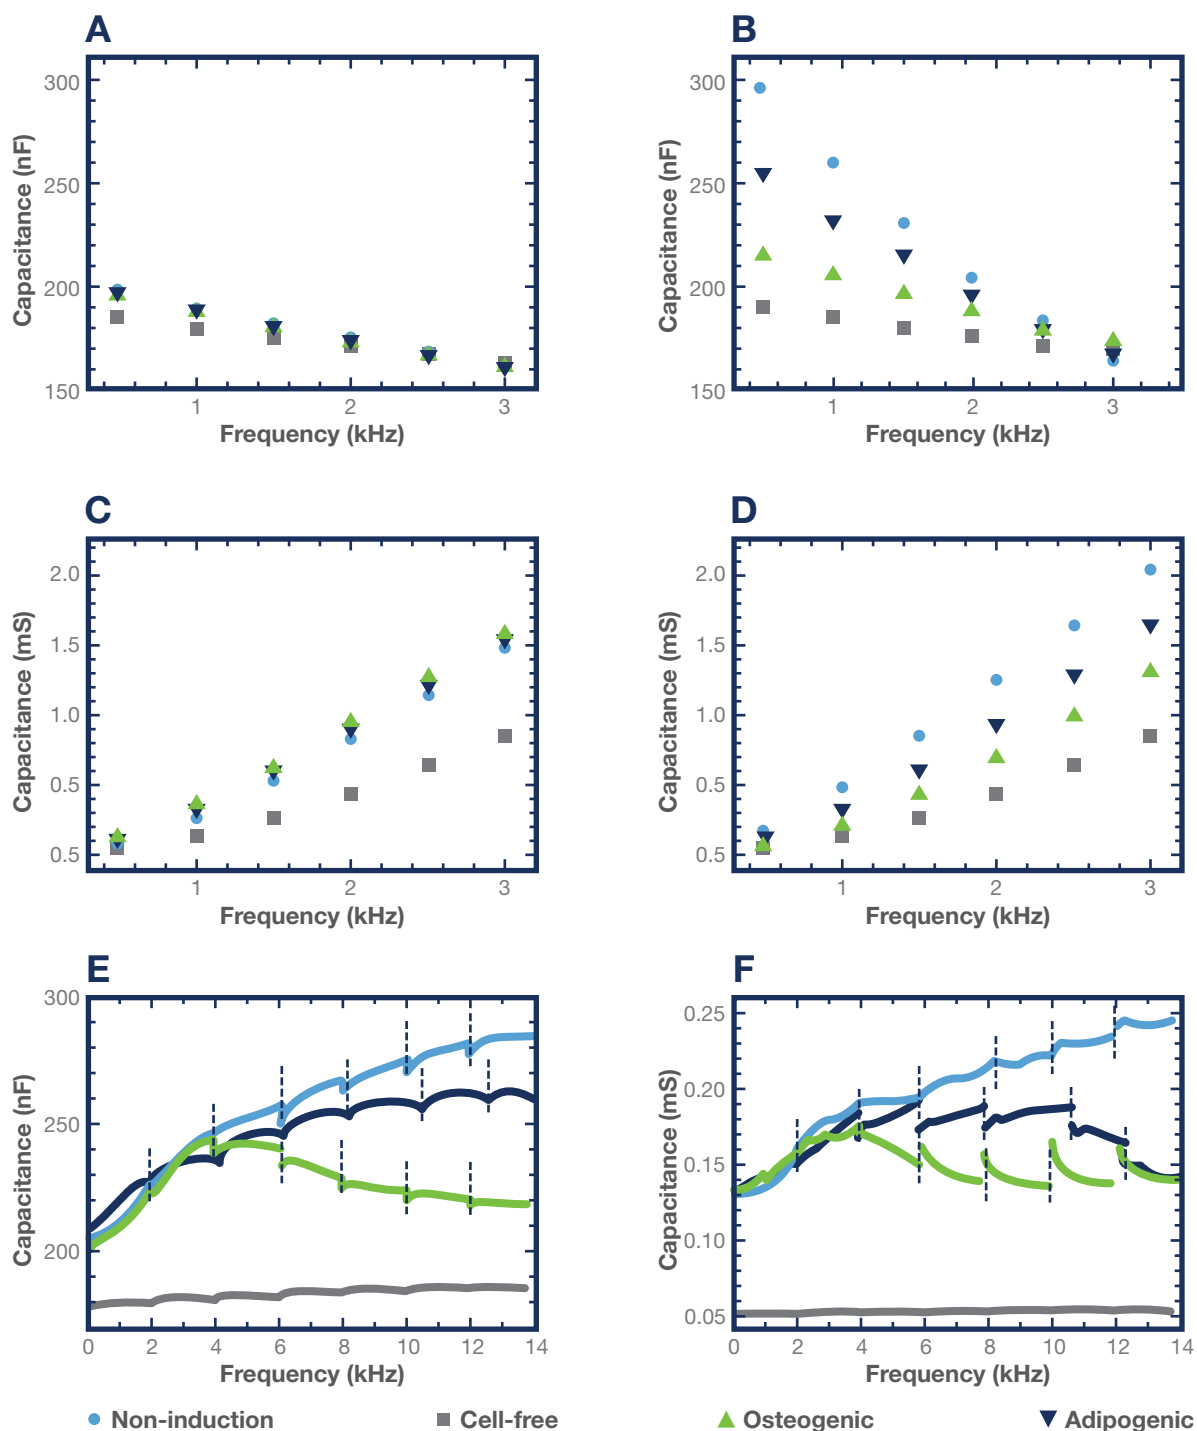 A
B
300
250
200
150
Capacitance (nF)
1
2
3
Frequency (kHz)
300
250
200
150
Capacitance (nF)
1
2
3
Frequency (kHz)
C
D
2.0
1.5
1.0
0.5
0.5
Capacitance (mS)
1
2
3
Frequency (kHz)
2.0
1.5
1.0
0.5
0.5
Capacitance (mS)
1
2
3
Frequency (kHz)
E
F
300
250
200
Capacitance (nF)
0 2 4 6 8 10 12 14
Frequency (kHz)
0.25
0.20
0.15
0.10
0.05
Capacitance (mS)
0 2 4 6 8 10 12 14
Frequency (kHz)
Non-induction Cell-free Osteogenic Adipogenic